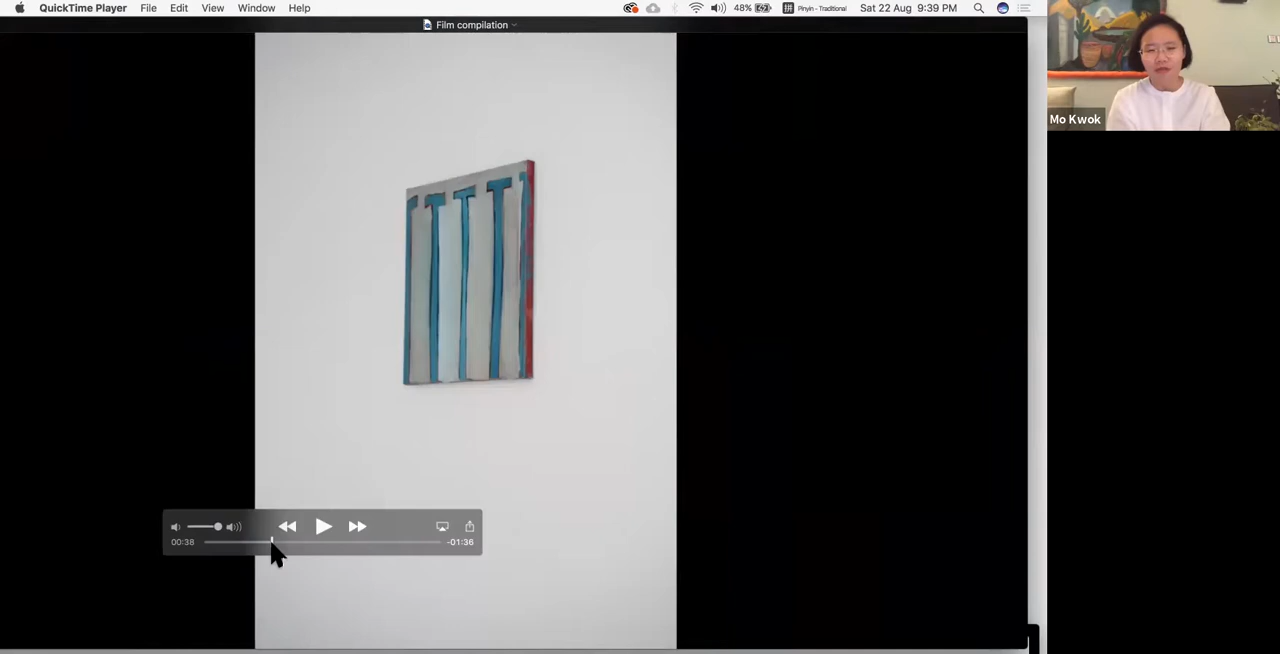 QuickTime Player File Edit View Window Help 48% Pinyin - Traditional Sat 22 Aug 9:39 PM
Film compilation
Mo Kwok
00:38 -01:36